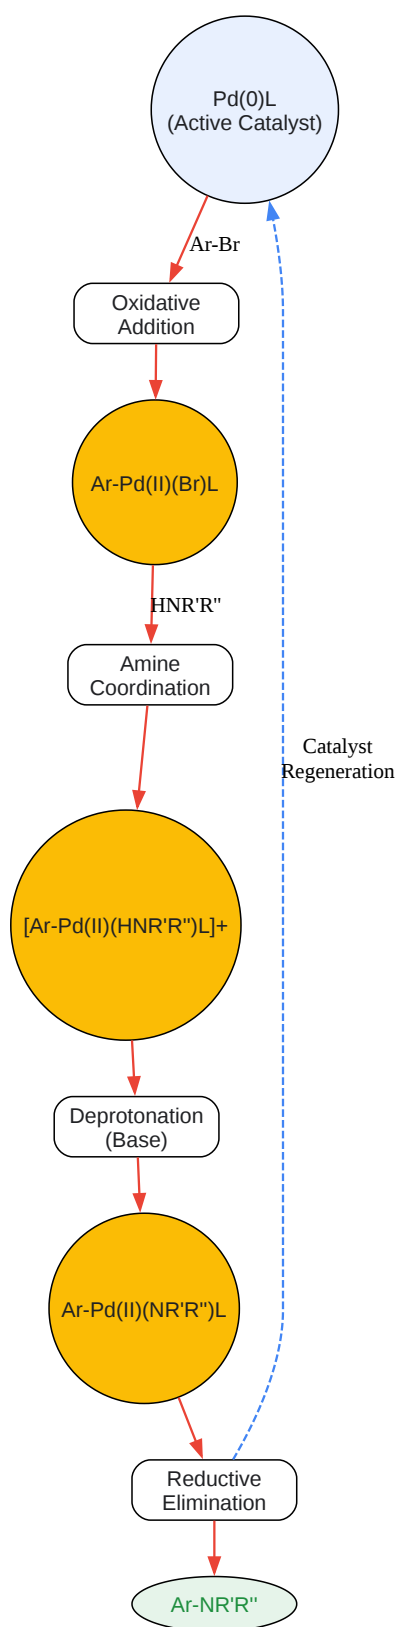 Pd(0)L
(Active Catalyst)
Ar-Br
Oxidative
Addition
Ar-Pd(II)(Br)L
HNR'R"
Amine
Coordination
Catalyst
Regeneration
[Ar-Pd(II)(HNR'R")L]+
Deprotonation
(Base)
Ar-Pd(II)(NR'R")L
Reductive
Elimination
Ar-NR'R"